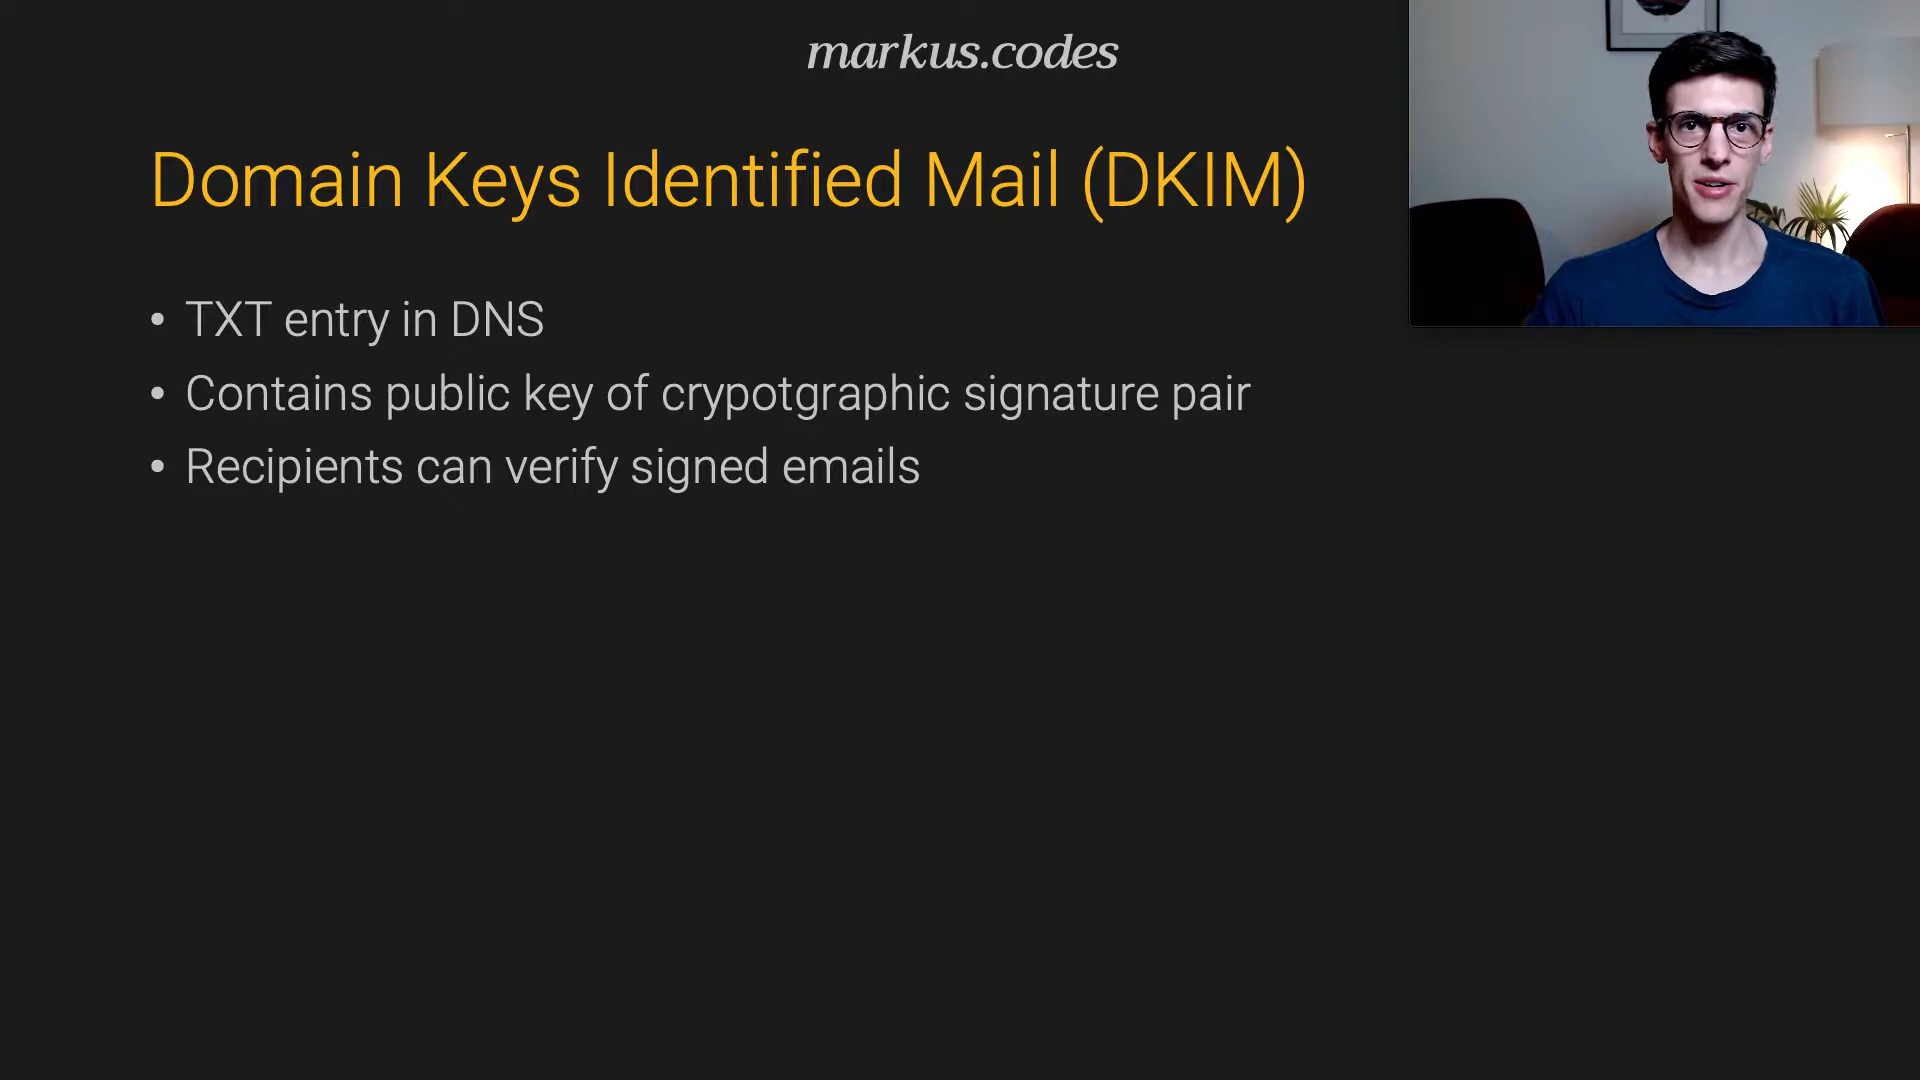 markus.codes
Domain Keys Identified Mail (DKIM)
• TXT entry in DNS
• Contains public key of crypotgraphic signature pair
• Recipients can verify signed emails